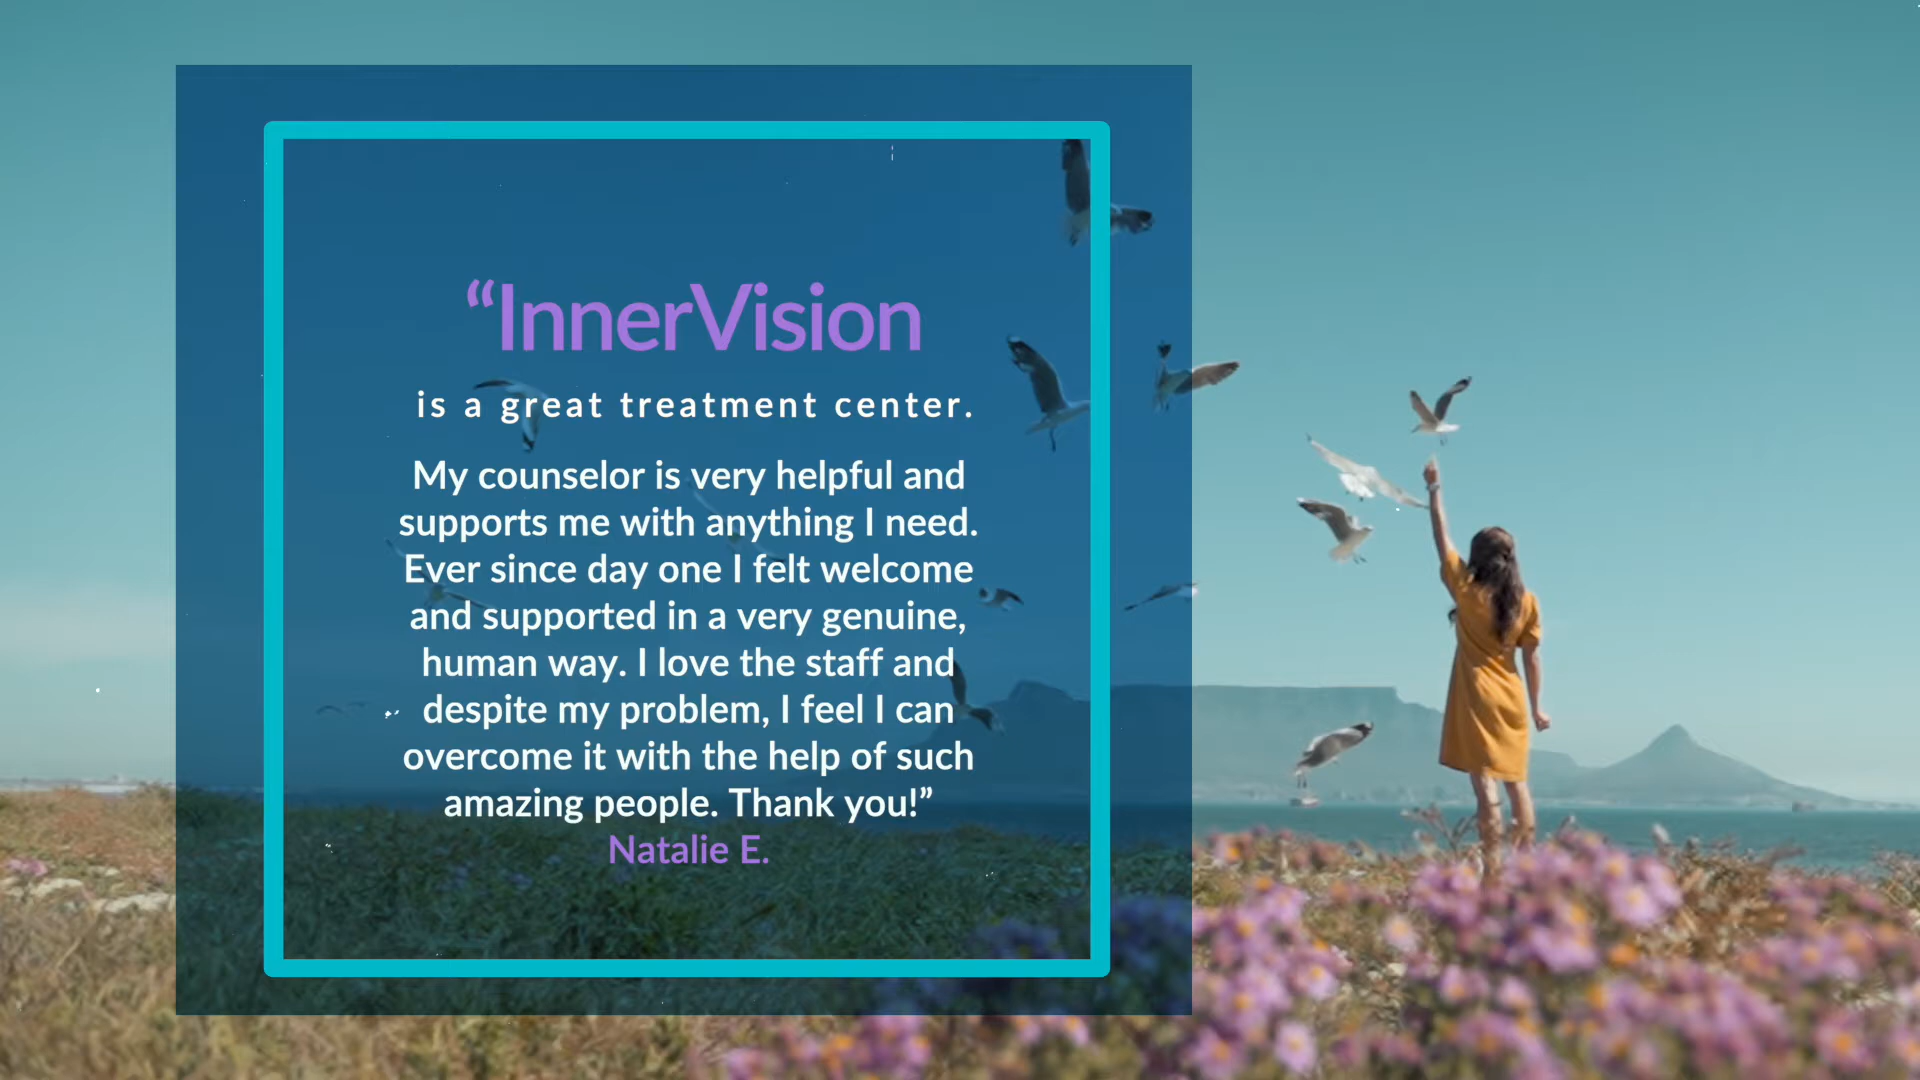 “InnerVision
is a great treatment center.
My counselor is very helpful and
supports me with anything I need.
Ever since day one I felt welcome
and supported in a very genuine,
human way. I love the staff and
despite my problem, I feel I can
overcome it with the help of such
amazing people. Thank you!”
Natalie E.